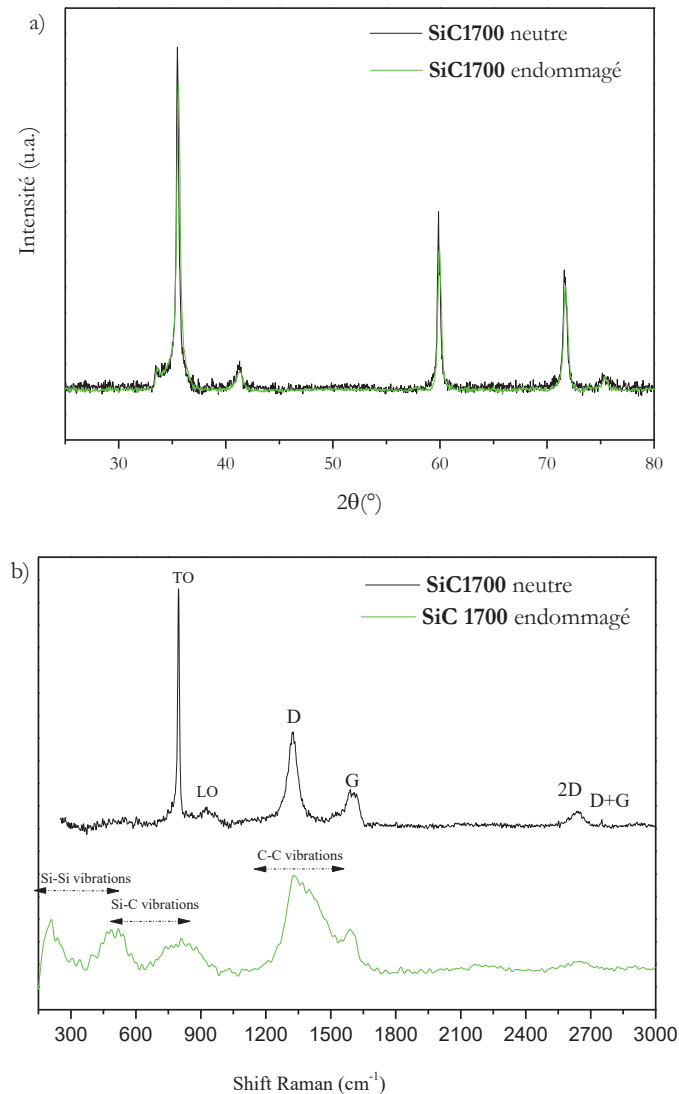 a)
SiC1700 neutre
SiC1700 endommagé
Intensité (u.a.)
30 40 50 60 70 80
2θ(°)
b)
SiC1700 neutre
SiC 1700 endommagé
TO
LO
D
G
2D
D+G
Si-Si vibrations
Si-C vibrations
C-C vibrations
300 600 900 1200 1500 1800 2100 2400 2700 3000
Shift Raman (cm⁻¹)